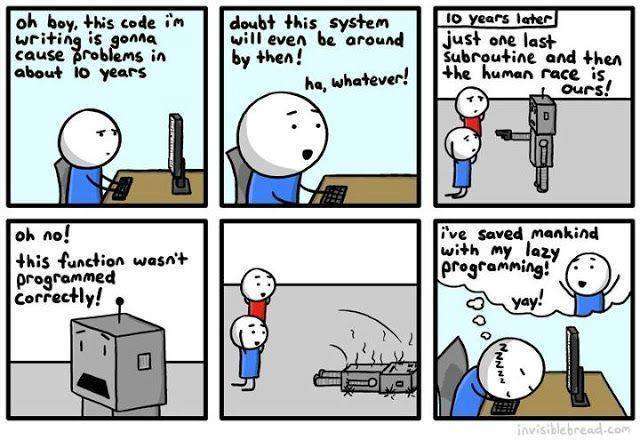 oh boy, this code i'm
writing is gonna
cause problems in
about 10 years
doubt this system
will even be around
by then!
ha, whatever!
10 years later
just one last
subroutine and then
the human race is
ours!
oh no!
this function wasn't
programmed
correctly!
i've saved mankind
with my lazy
programming!
yay!
z
z
z
z
z
invisiblebread.com